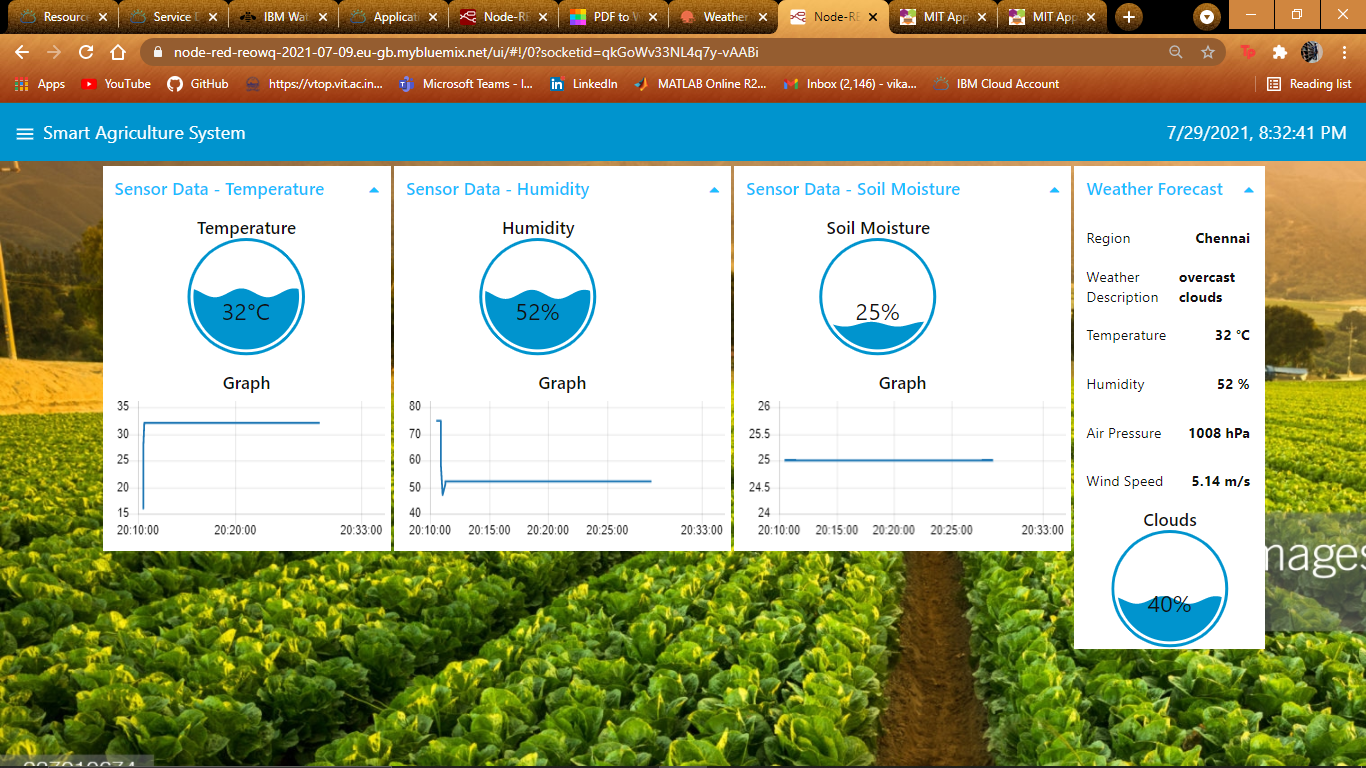 Resourc
Service D
IBM Wat
Applicati
Node-RE
PDF to W
Weather
Node-RE
MIT App
MIT App
node-red-reowq-2021-07-09.eu-gb.mybluemix.net/ui/#!/0?socketid=qkGoWv33NL4q7y-vAABi
Apps YouTube GitHub https://vtop.vit.ac.in... Microsoft Teams - I... LinkedIn MATLAB Online R2... Inbox (2,146) - vika... IBM Cloud Account Reading list
Smart Agriculture System 7/29/2021, 8:32:41 PM
Sensor Data - Temperature
Temperature
32°C
Graph
35
30
25
20
15
20:10:00 20:20:00 20:33:00
Sensor Data - Humidity
Humidity
52%
Graph
80
70
60
50
40
20:10:00 20:15:00 20:20:00 20:25:00 20:33:00
Sensor Data - Soil Moisture
Soil Moisture
25%
Graph
26
25.5
25
24.5
24
20:10:00 20:15:00 20:20:00 20:25:00 20:33:00
Weather Forecast
Region Chennai
Weather Description overcast clouds
Temperature 32 °C
Humidity 52 %
Air Pressure 1008 hPa
Wind Speed 5.14 m/s
Clouds
40%
mages